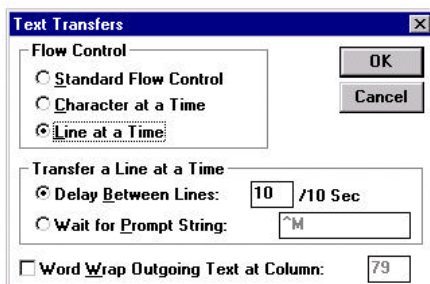 Text Transfers
Flow Control
Standard Flow Control
Character at a Time
Line at a Time
OK
Cancel
Transfer a Line at a Time
Delay Between Lines: 10 /10 Sec
Wait for Prompt String: ^M
Word Wrap Outgoing Text at Column: 79